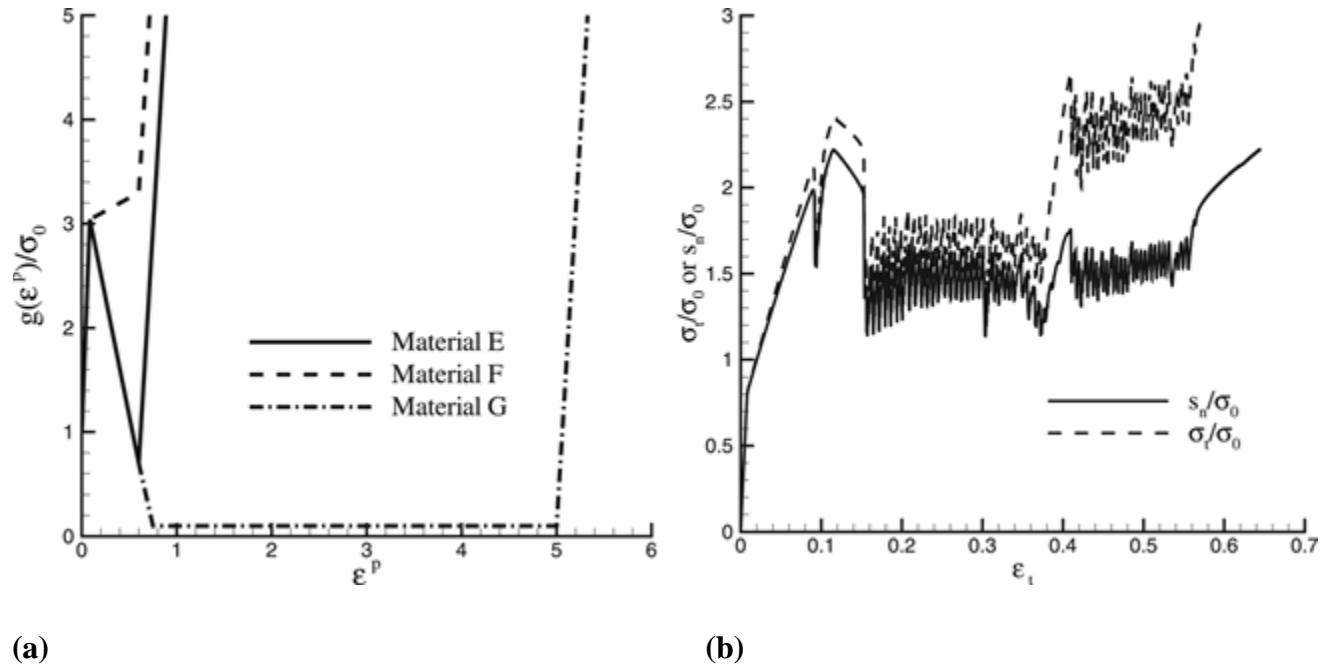 5
4
3
2
1
0
g(ε^p)/σ_0
Material E
Material F
Material G
0 1 2 3 4 5 6
ε^p
(a)
3
2.5
2
1.5
1
0.5
0
σ_t/σ_0 or s_n/σ_0
s_n/σ_0
σ_t/σ_0
0 0.1 0.2 0.3 0.4 0.5 0.6 0.7
ε_t
(b)